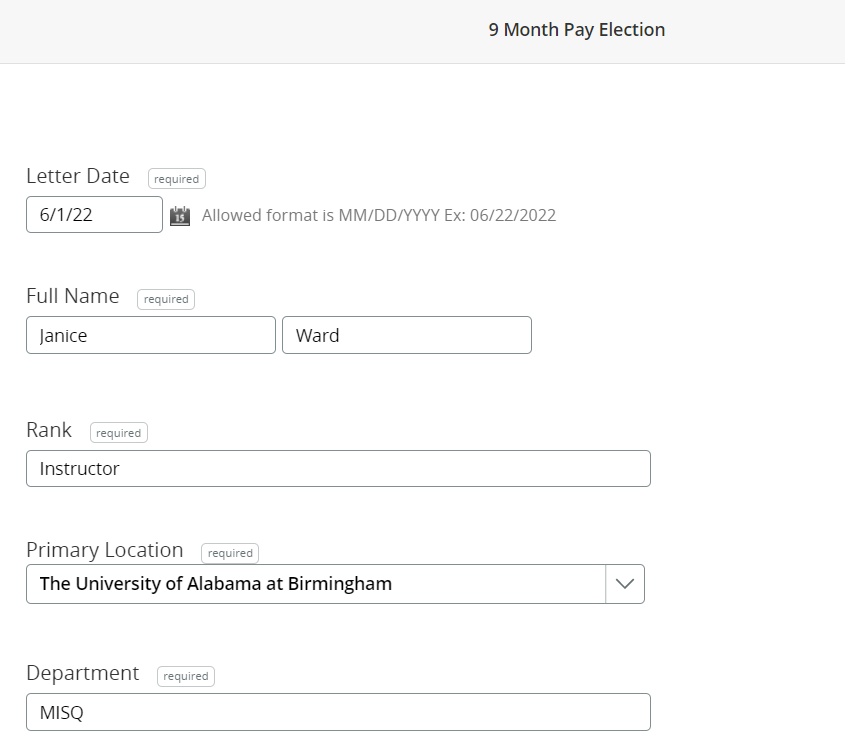 9 Month Pay Election
Letter Date required
6/1/22 15 Allowed format is MM/DD/YYYY Ex: 06/22/2022
Full Name required
Janice Ward
Rank required
Instructor
Primary Location required
The University of Alabama at Birmingham
Department required
MISQ